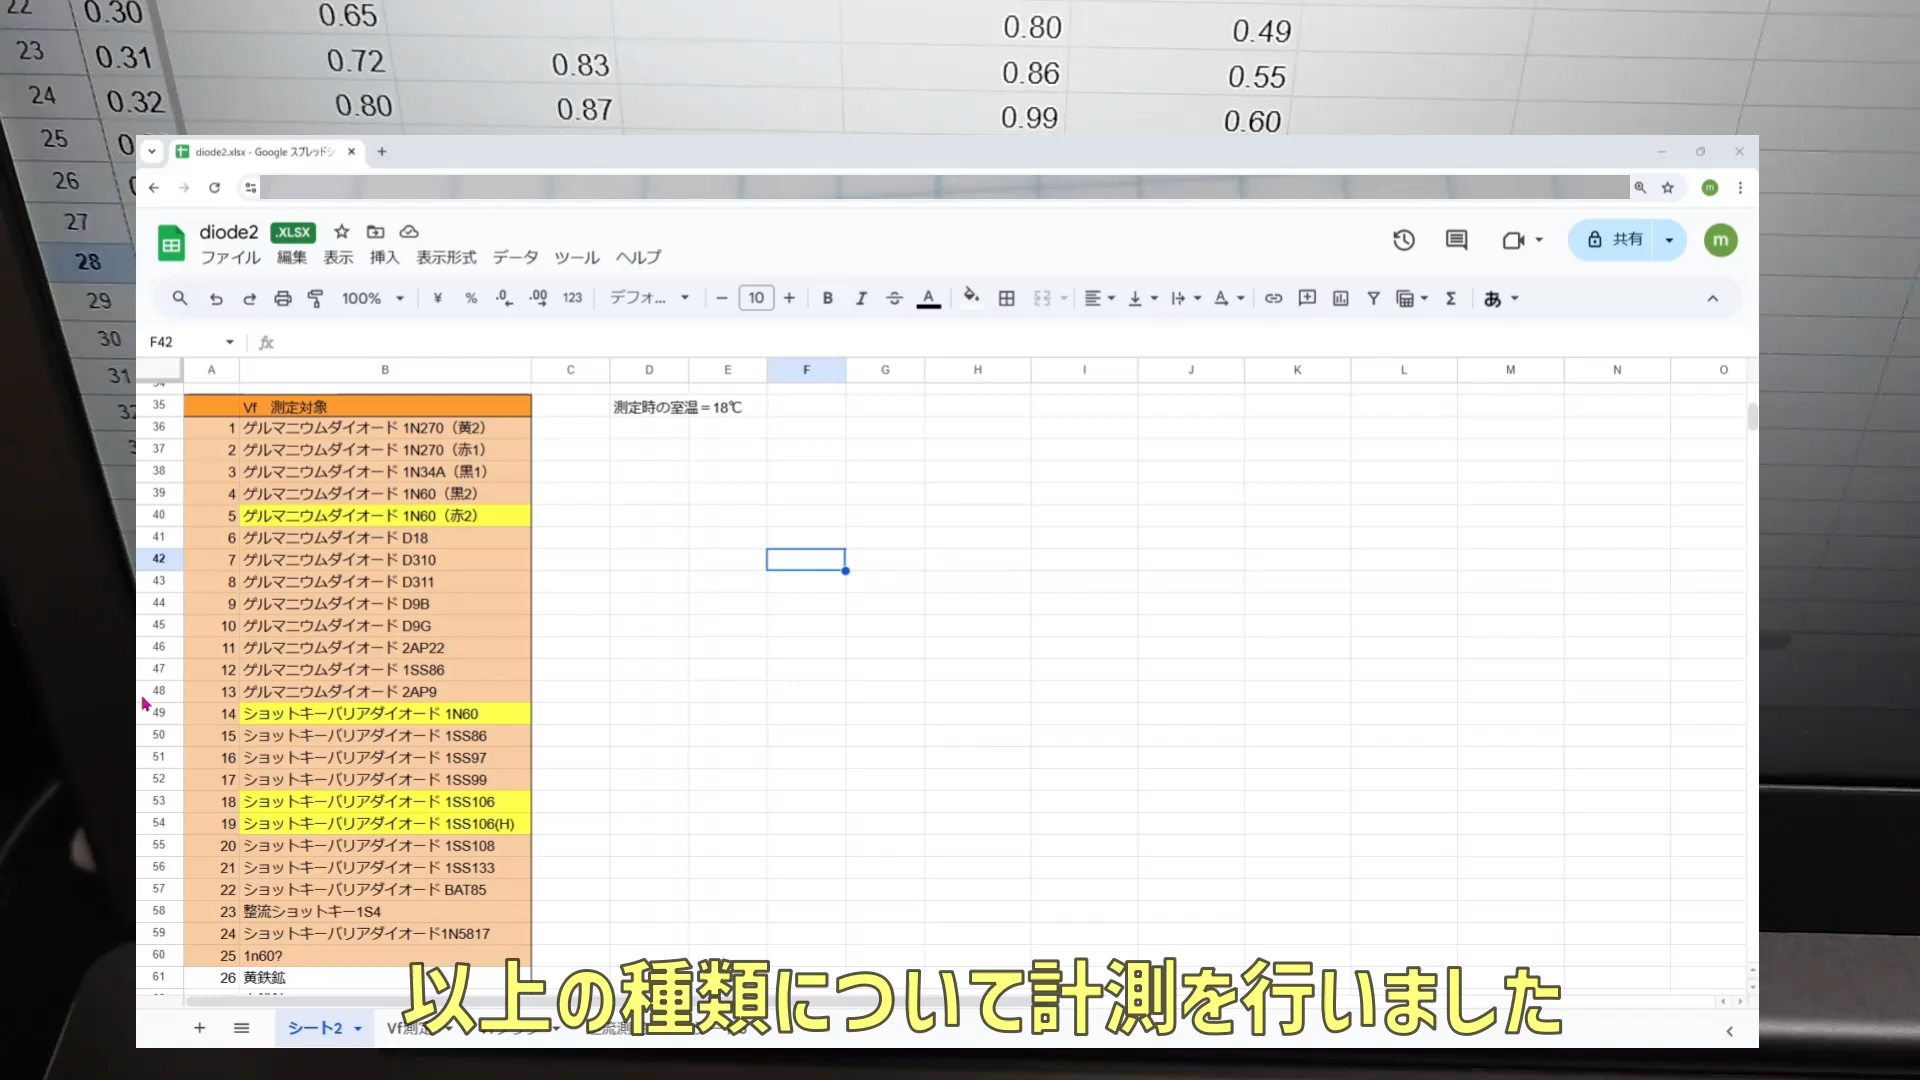 22 0.30 0.65 0.80 0.49
23 0.31 0.72 0.83 0.86 0.55
24 0.32 0.80 0.87 0.99 0.60
25
26
27
28
29
30
31
diode2.xlsx - Google スプレッドシ
diode2 .XLSX
共有
m
ファイル 編集 表示 挿入 表示形式 データ ツール ヘルプ
100% ¥ % .0 .00 123 デフォ... − 10 + B I A Σ あ
F42 fx
A B C D E F G H I J K L M N O
35 Vf 測定対象 測定時の室温=18℃
36 1 ゲルマニウムダイオード 1N270(黄2)
37 2 ゲルマニウムダイオード 1N270(赤1)
38 3 ゲルマニウムダイオード 1N34A(黒1)
39 4 ゲルマニウムダイオード 1N60(黒2)
40 5 ゲルマニウムダイオード 1N60(赤2)
41 6 ゲルマニウムダイオード D18
42 7 ゲルマニウムダイオード D310
43 8 ゲルマニウムダイオード D311
44 9 ゲルマニウムダイオード D9B
45 10 ゲルマニウムダイオード D9G
46 11 ゲルマニウムダイオード 2AP22
47 12 ゲルマニウムダイオード 1SS86
48 13 ゲルマニウムダイオード 2AP9
49 14 ショットキーバリアダイオード 1N60
50 15 ショットキーバリアダイオード 1SS86
51 16 ショットキーバリアダイオード 1SS97
52 17 ショットキーバリアダイオード 1SS99
53 18 ショットキーバリアダイオード 1SS106
54 19 ショットキーバリアダイオード 1SS106(H)
55 20 ショットキーバリアダイオード 1SS108
56 21 ショットキーバリアダイオード 1SS133
57 22 ショットキーバリアダイオード BAT85
58 23 整流ショットキー1S4
59 24 ショットキーバリアダイオード1N5817
60 25 1n60?
61 26 黄鉄鉱
以上の種類について計測を行いました
シート2 Vf測定